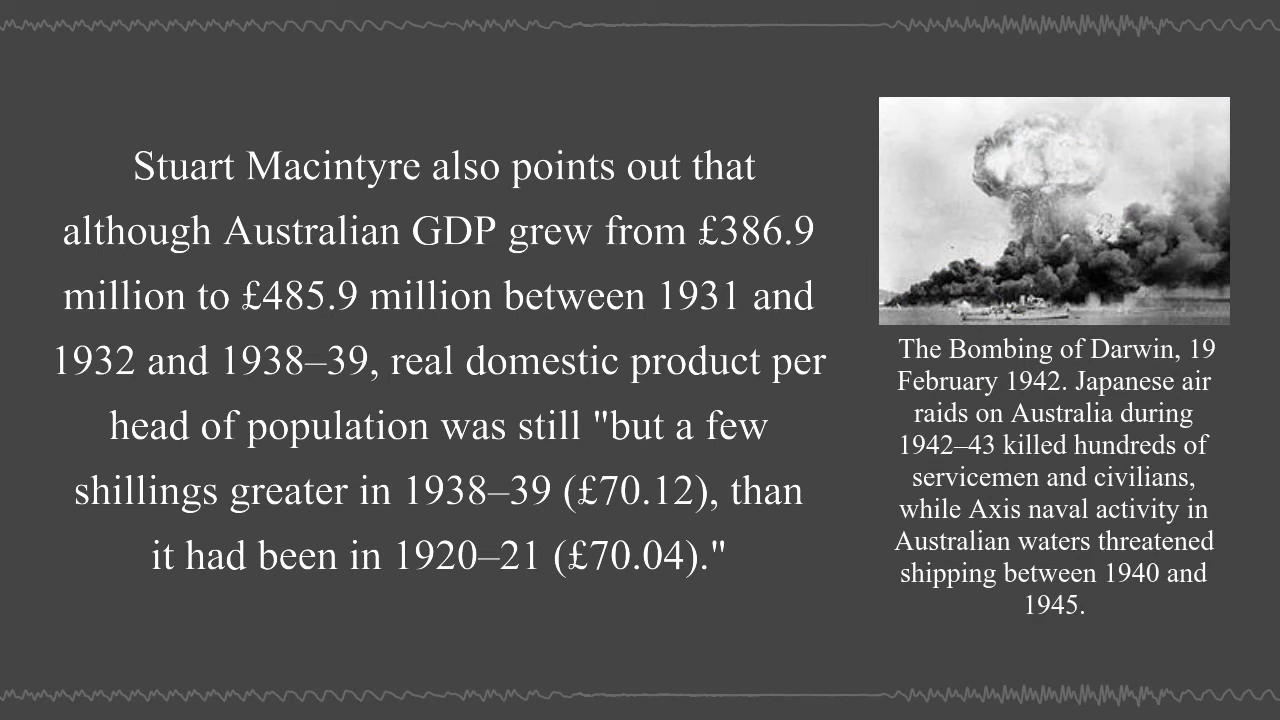 Stuart Macintyre also points out that
although Australian GDP grew from £386.9
million to £485.9 million between 1931 and
1932 and 1938–39, real domestic product per
head of population was still "but a few
shillings greater in 1938–39 (£70.12), than
it had been in 1920–21 (£70.04)."
The Bombing of Darwin, 19
February 1942. Japanese air
raids on Australia during
1942–43 killed hundreds of
servicemen and civilians,
while Axis naval activity in
Australian waters threatened
shipping between 1940 and
1945.